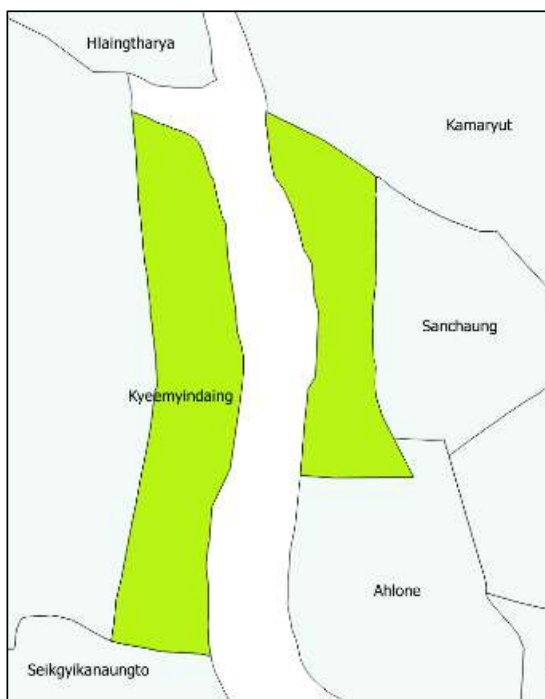 Hlaingtharya
Kamaryut
Sanchaung
Kyeemyindaing
Ahlone
Seikgyikanaungto